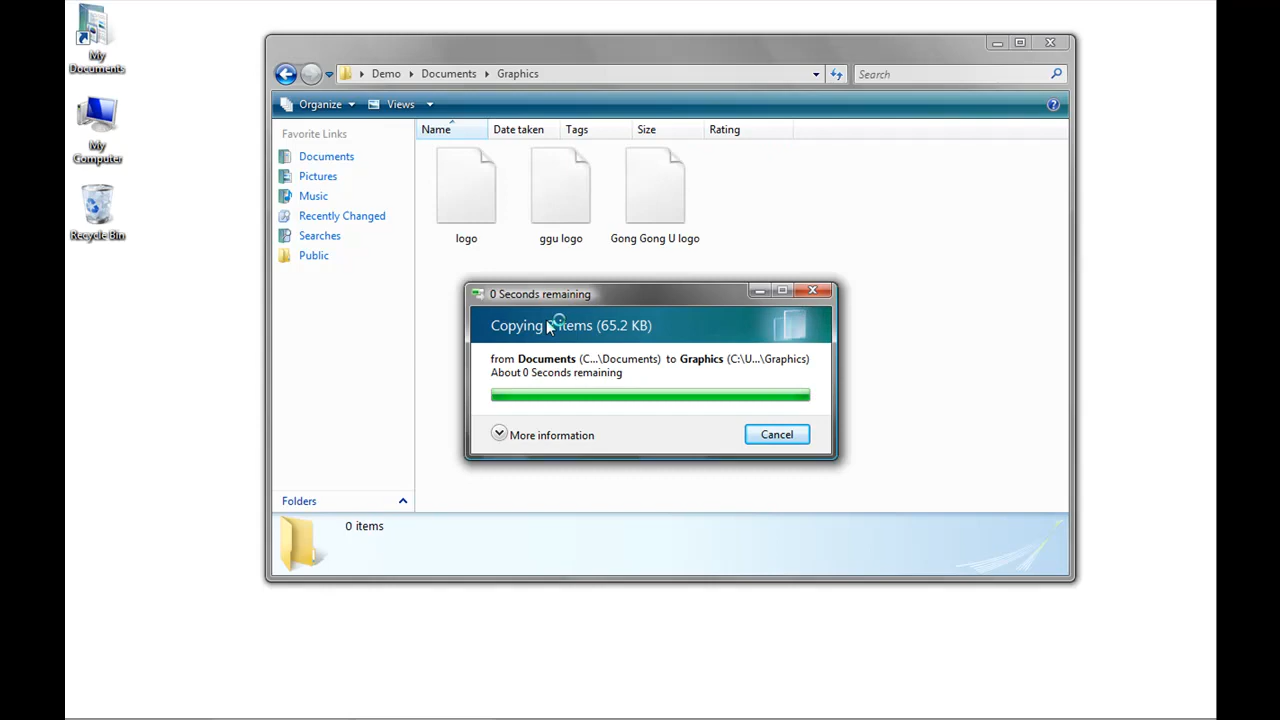 My
Documents
My
Computer
Recycle Bin
Demo Documents Graphics
Search
Organize Views
Favorite Links
Documents
Pictures
Music
Recently Changed
Searches
Public
Folders
Name Date taken Tags Size Rating
logo
ggu logo
Gong Gong U logo
0 Seconds remaining
Copying items (65.2 KB)
from Documents (C...\Documents) to Graphics (C:\U...\Graphics)
About 0 Seconds remaining
More information
Cancel
0 items